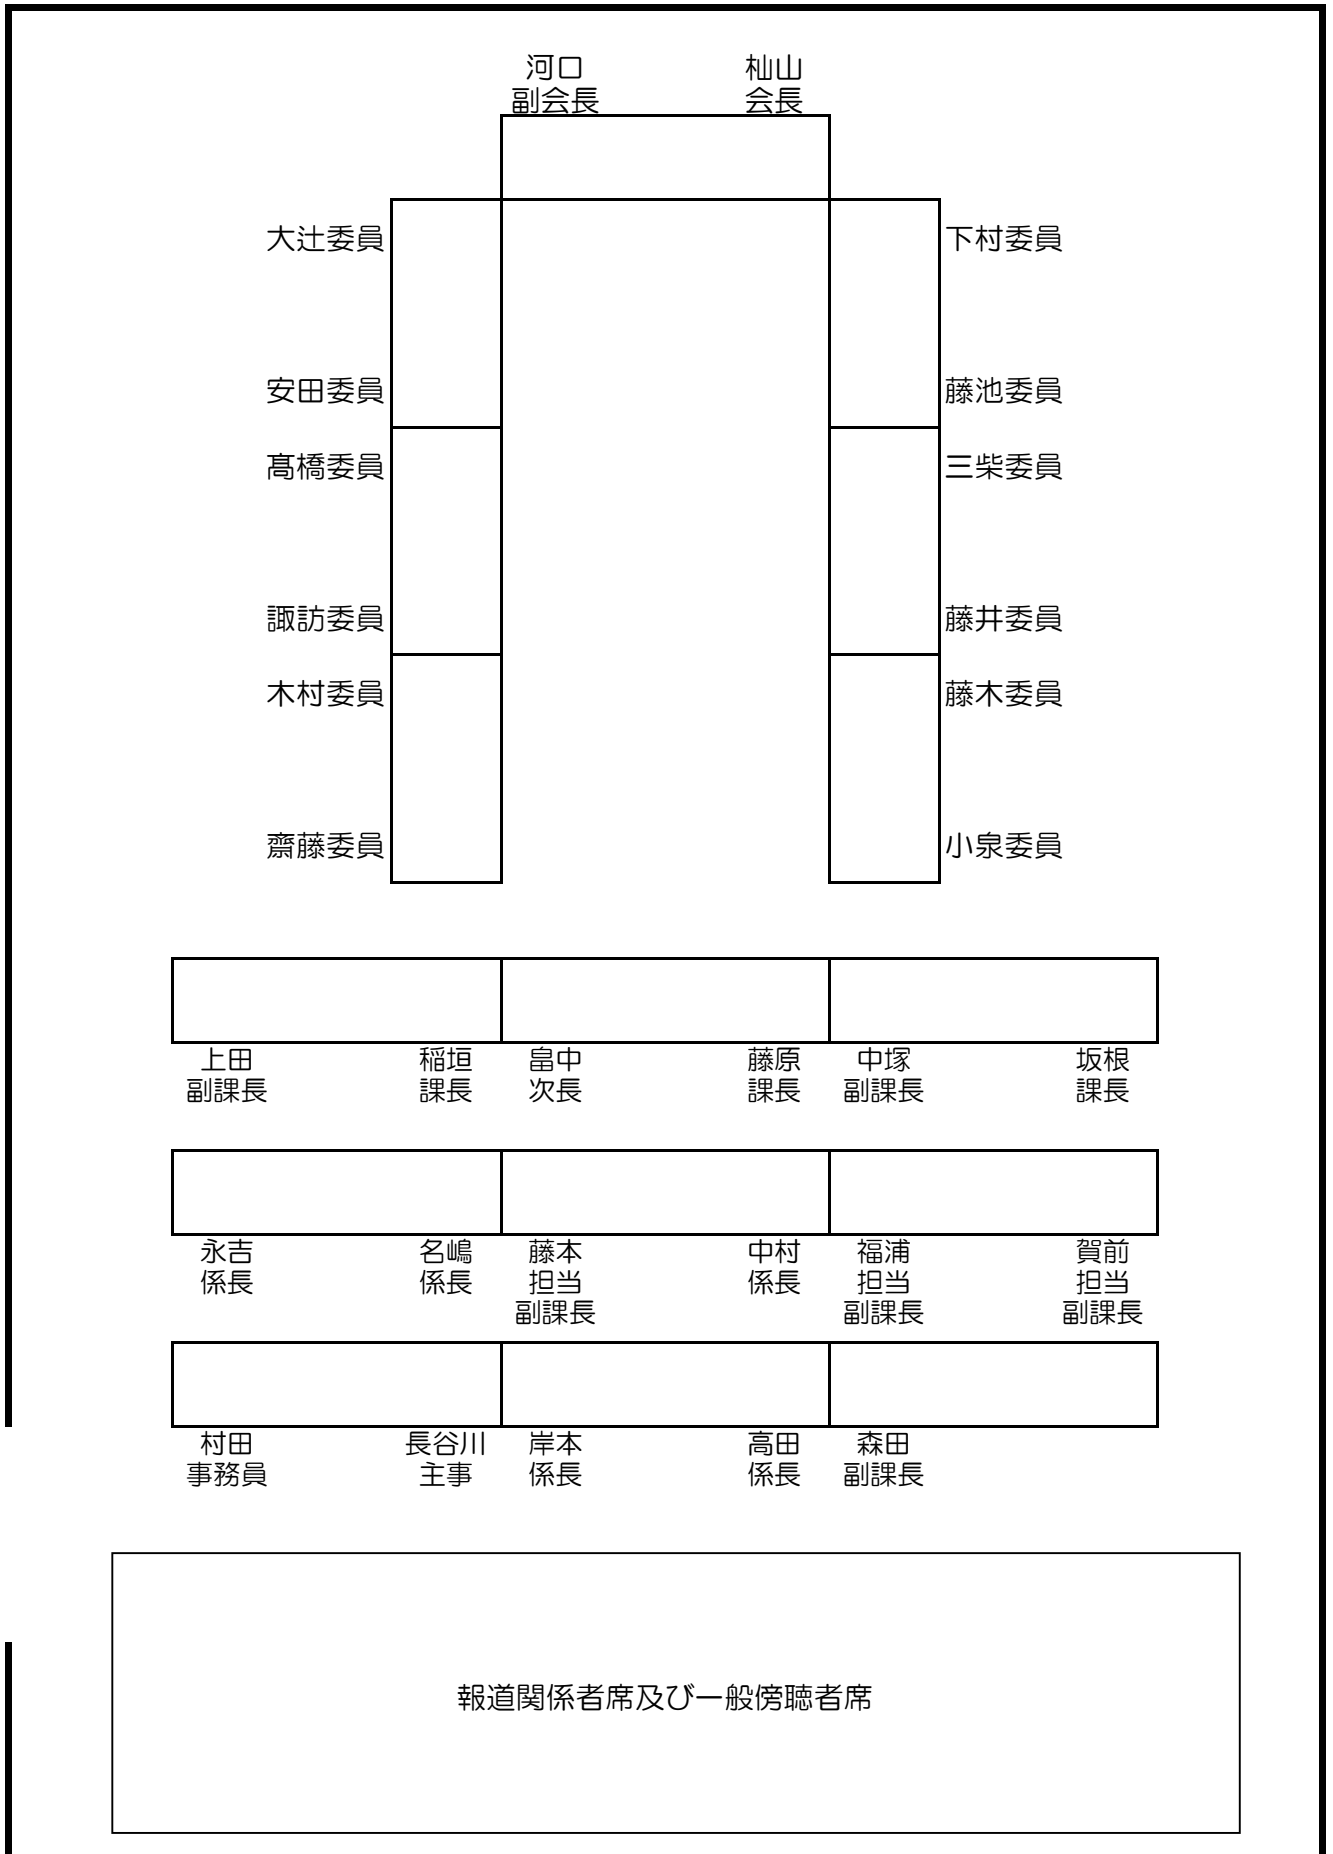 河口
副会長
杣山
会長
大辻委員
下村委員
安田委員
藤池委員
髙橋委員
三柴委員
諏訪委員
藤井委員
木村委員
藤木委員
齋藤委員
小泉委員
上田
副課長
稲垣
課長
畠中
次長
藤原
課長
中塚
副課長
坂根
課長
永吉
係長
名嶋
係長
藤本
担当
副課長
中村
係長
福浦
担当
副課長
賀前
担当
副課長
村田
事務員
長谷川
主事
岸本
係長
高田
係長
森田
副課長
報道関係者席及び一般傍聴者席